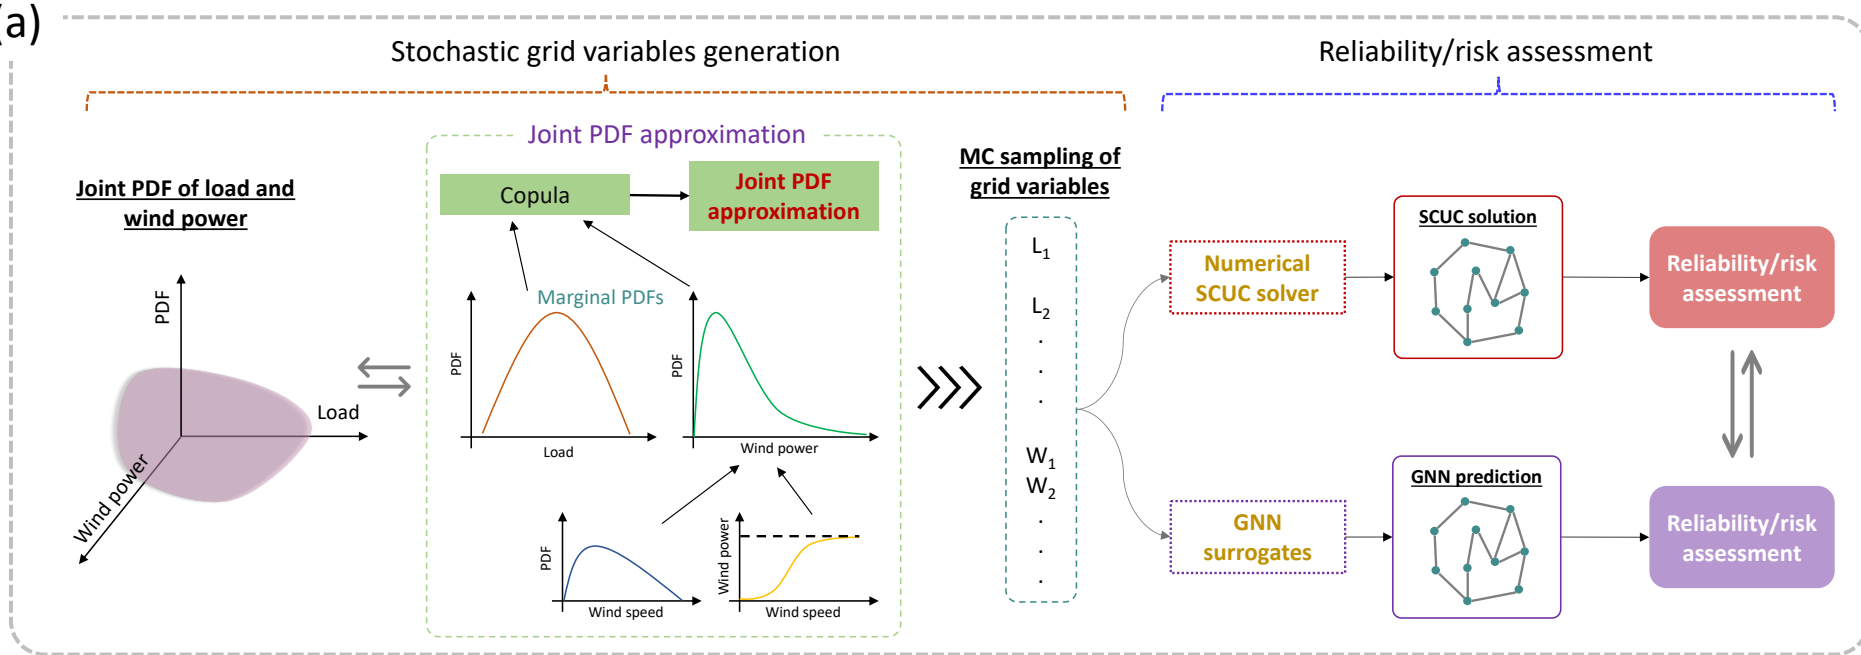 (a)
Stochastic grid variables generation
Reliability/risk assessment
Joint PDF of load and
wind power
PDF
Load
Wind power
Joint PDF approximation
Copula
Joint PDF
approximation
Marginal PDFs
PDF
Load
PDF
Wind power
PDF
Wind speed
Wind power
Wind speed
MC sampling of
grid variables
L1
L2
.
.
.
W1
W2
.
.
.
Numerical
SCUC solver
SCUC solution
Reliability/risk
assessment
GNN
surrogates
GNN prediction
Reliability/risk
assessment